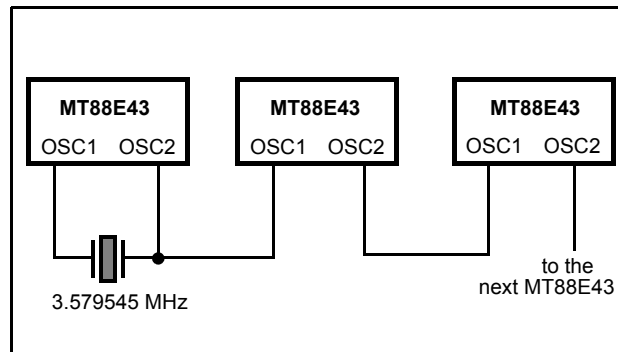 MT88E43
OSC1 OSC2
MT88E43
OSC1 OSC2
MT88E43
OSC1 OSC2
3.579545 MHz
to the
next MT88E43